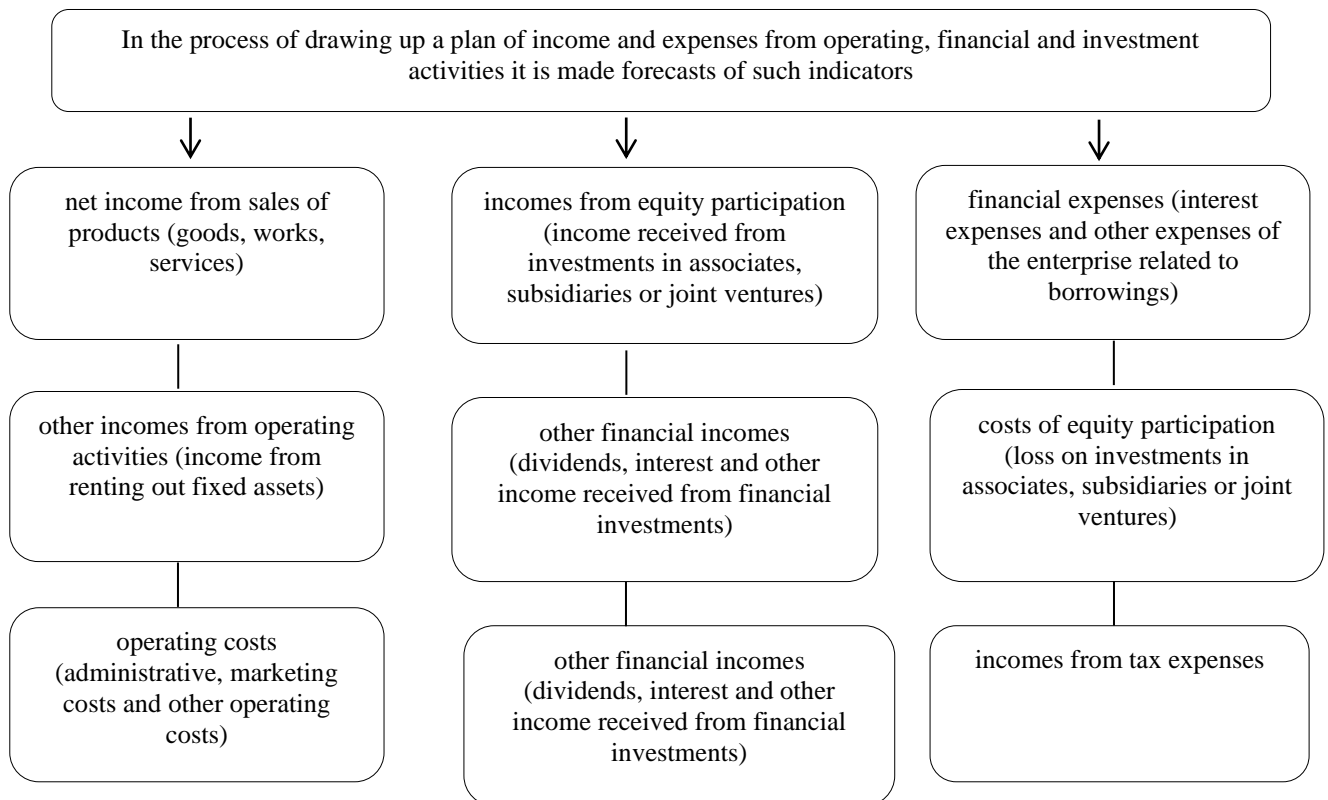 In the process of drawing up a plan of income and expenses from operating, financial and investment
activities it is made forecasts of such indicators
net income from sales of
products (goods, works,
services)
other incomes from operating
activities (income from
renting out fixed assets)
operating costs
(administrative, marketing
costs and other operating
costs)
incomes from equity participation
(income received from
investments in associates,
subsidiaries or joint ventures)
other financial incomes
(dividends, interest and other
income received from financial
investments)
other financial incomes
(dividends, interest and other
income received from financial
investments)
financial expenses (interest
expenses and other expenses of
the enterprise related to
borrowings)
costs of equity participation
(loss on investments in
associates, subsidiaries or joint
ventures)
incomes from tax expenses